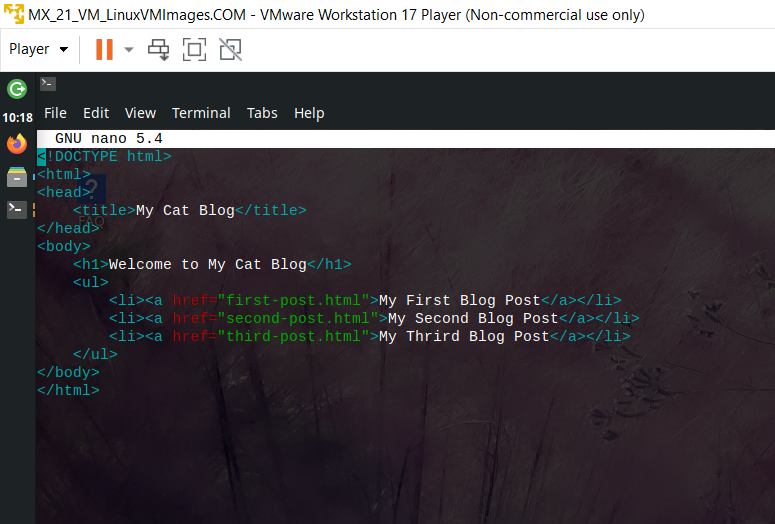 MX_21_VM_LinuxVMImages.COM - VMware Workstation 17 Player (Non-commercial use only)
Player
10:18
File Edit View Terminal Tabs Help
GNU nano 5.4
<!DOCTYPE html>
<html>
<head>
    <title>My Cat Blog</title>
FAQ
</head>
<body>
    <h1>Welcome to My Cat Blog</h1>
    <ul>
        <li><a href="first-post.html">My First Blog Post</a></li>
        <li><a href="second-post.html">My Second Blog Post</a></li>
        <li><a href="third-post.html">My Thrird Blog Post</a></li>
    </ul>
</body>
</html>